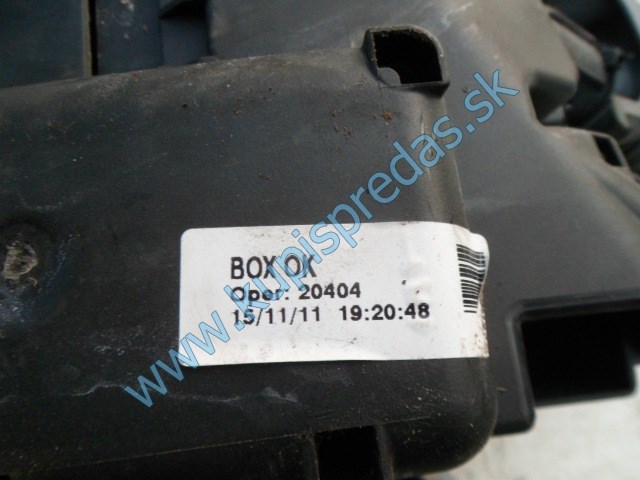 BOX OK
Oper: 20404
15/11/11 19:20:48
www.kupispredas.sk